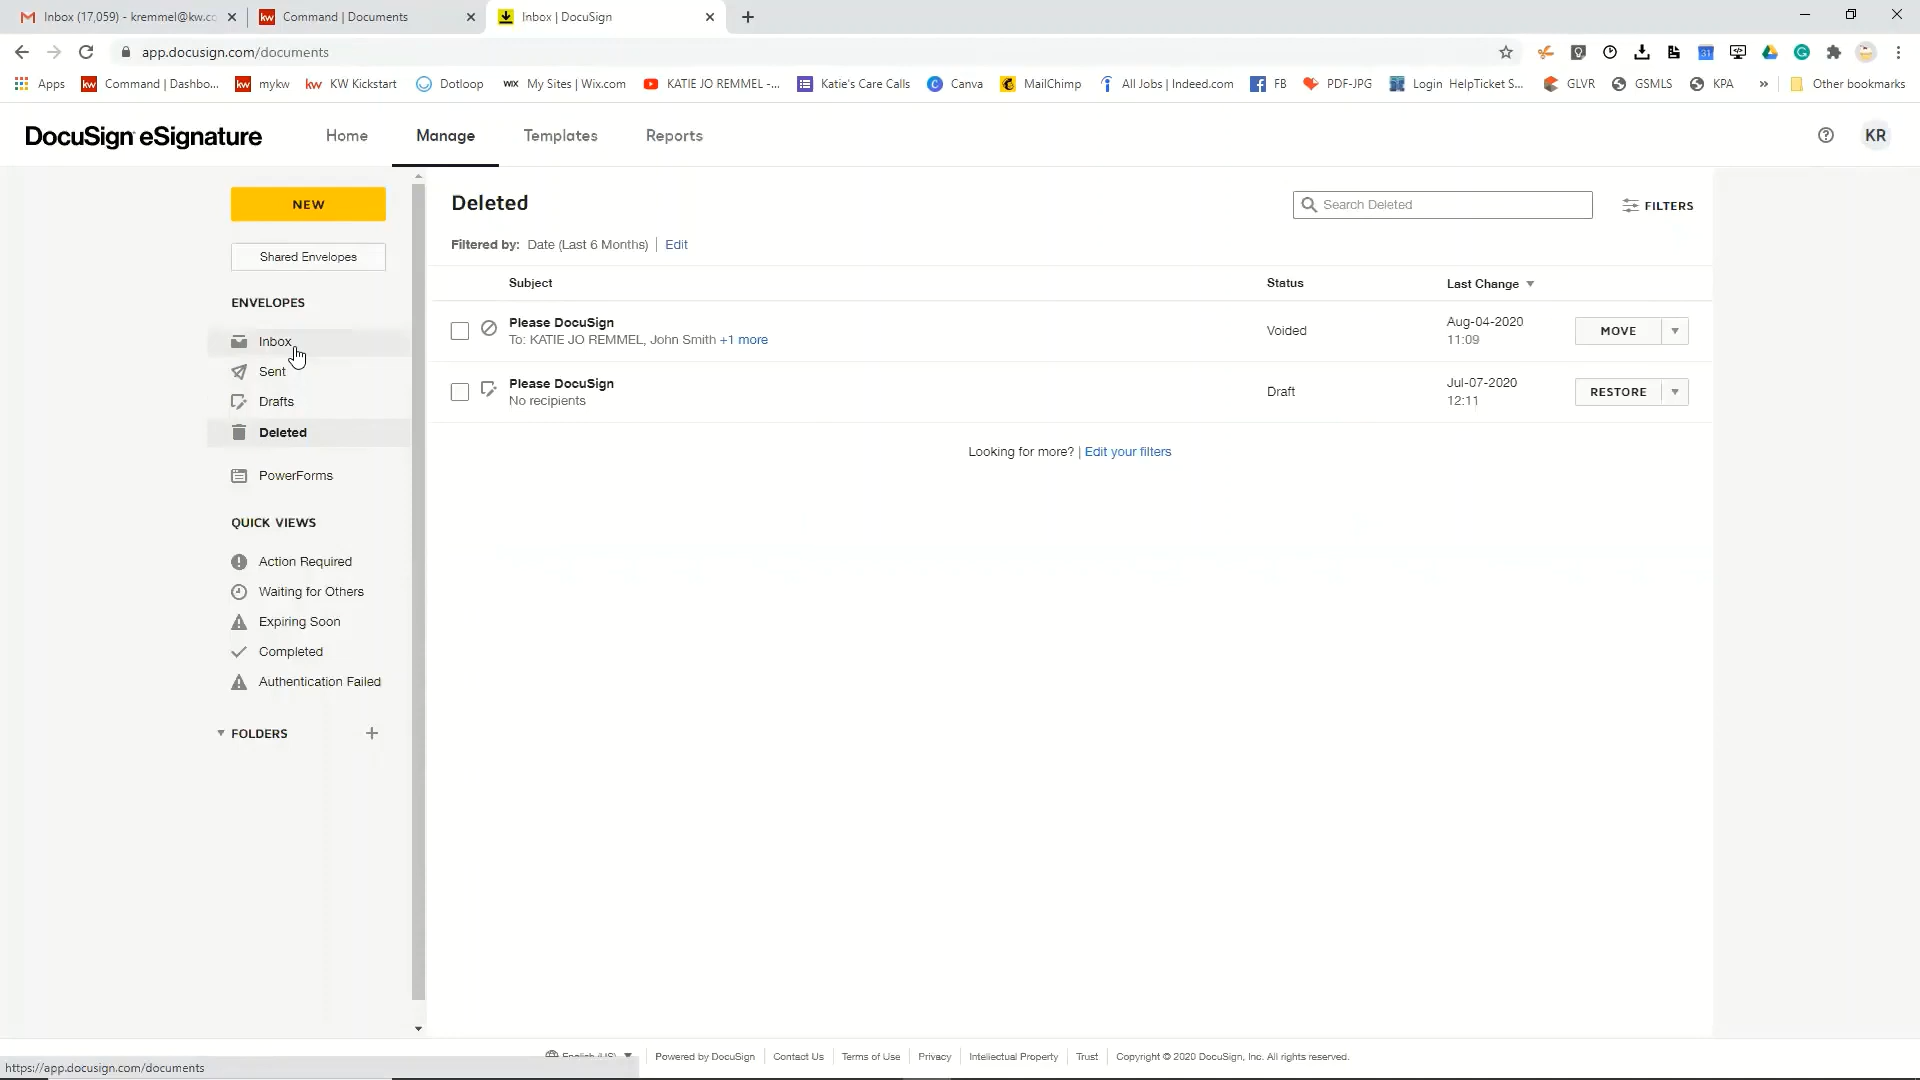 Inbox (17,059) - kremmel@kw.cc
Command | Documents
Inbox | DocuSign
app.docusign.com/documents
Apps
Command | Dashbo...
mykw
KW Kickstart
Dotloop
My Sites | Wix.com
KATIE JO REMMEL -...
Katie's Care Calls
Canva
MailChimp
All Jobs | Indeed.com
FB
PDF-JPG
Login HelpTicket S...
GLVR
GSMLS
KPA
»
Other bookmarks
DocuSign eSignature
Home
Manage
Templates
Reports
KR
NEW
Shared Envelopes
ENVELOPES
Inbox
Sent
Drafts
Deleted
PowerForms
QUICK VIEWS
Action Required
Waiting for Others
Expiring Soon
Completed
Authentication Failed
FOLDERS
Deleted
Search Deleted
FILTERS
Filtered by: Date (Last 6 Months) | Edit
Subject Status Last Change
Please DocuSign
To: KATIE JO REMMEL, John Smith +1 more
Voided
Aug-04-2020
11:09
MOVE
Please DocuSign
No recipients
Draft
Jul-07-2020
12:11
RESTORE
Looking for more? | Edit your filters
English (US)
Powered by DocuSign
Contact Us
Terms of Use
Privacy
Intellectual Property
Trust
Copyright © 2020 DocuSign, Inc. All rights reserved.
https://app.docusign.com/documents